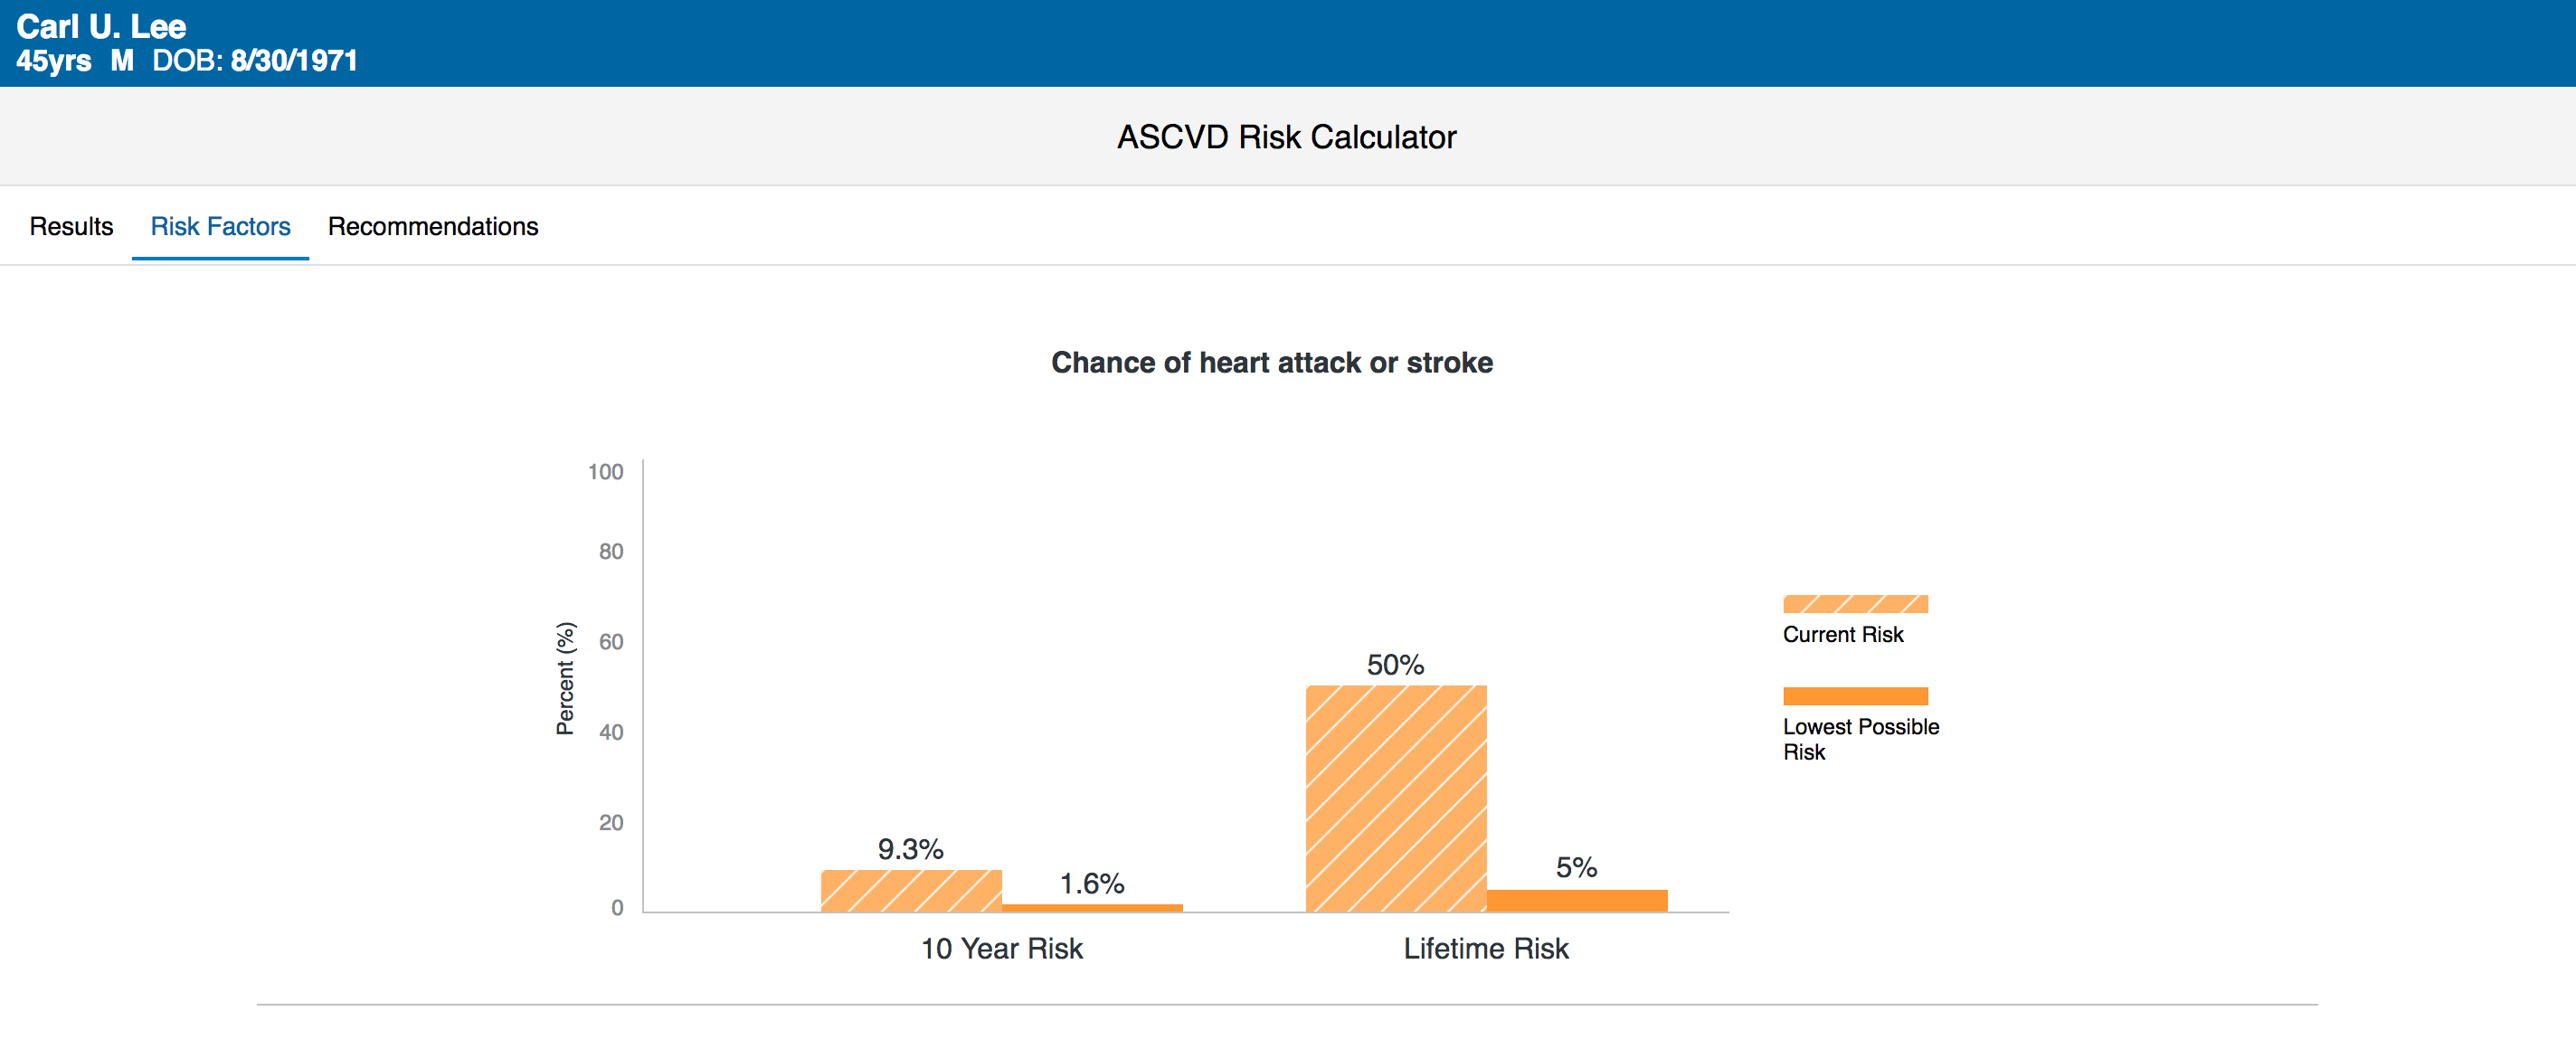 Carl U. Lee
45yrs M DOB: 8/30/1971
ASCVD Risk Calculator
Results Risk Factors Recommendations
Chance of heart attack or stroke
Percent (%)
100
80
60
40
20
0
9.3%
1.6%
50%
5%
10 Year Risk
Lifetime Risk
Current Risk
Lowest Possible
Risk